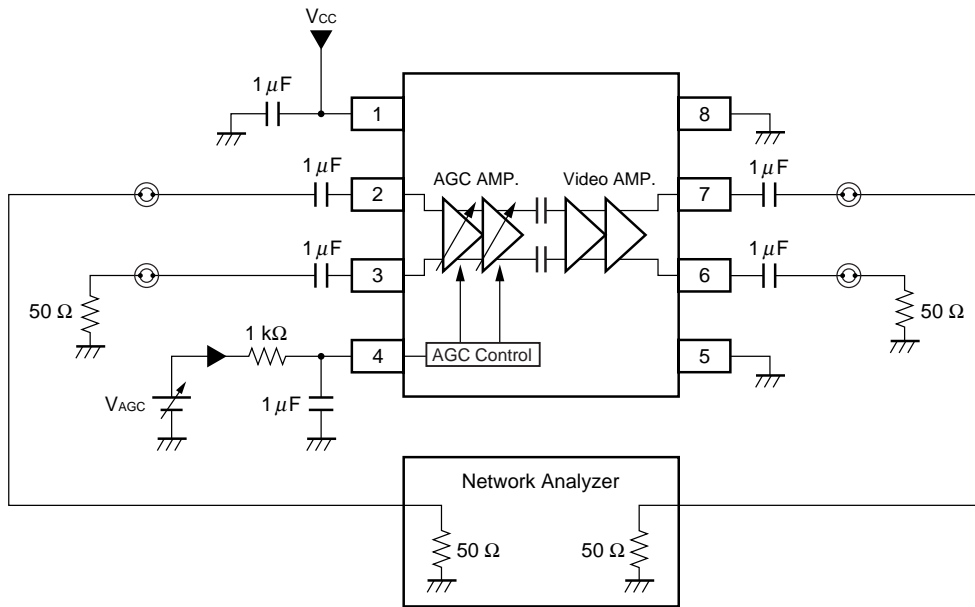 VCC
1 μF
1
8
1 μF
2
AGC AMP.
Video AMP.
7
1 μF
1 μF
3
6
1 μF
50 Ω
50 Ω
1 kΩ
4
AGC Control
5
VAGC
1 μF
Network Analyzer
50 Ω
50 Ω